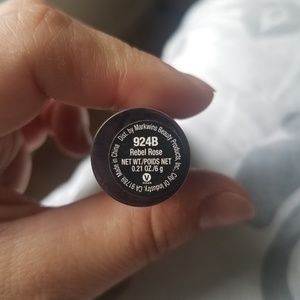 924B
Rebel Rose
NET WT./POIDS NET
0.21 OZ./6 g
Dist. by Markwins Beauty Products, Inc. City Of Industry, CA 91789 Made in China